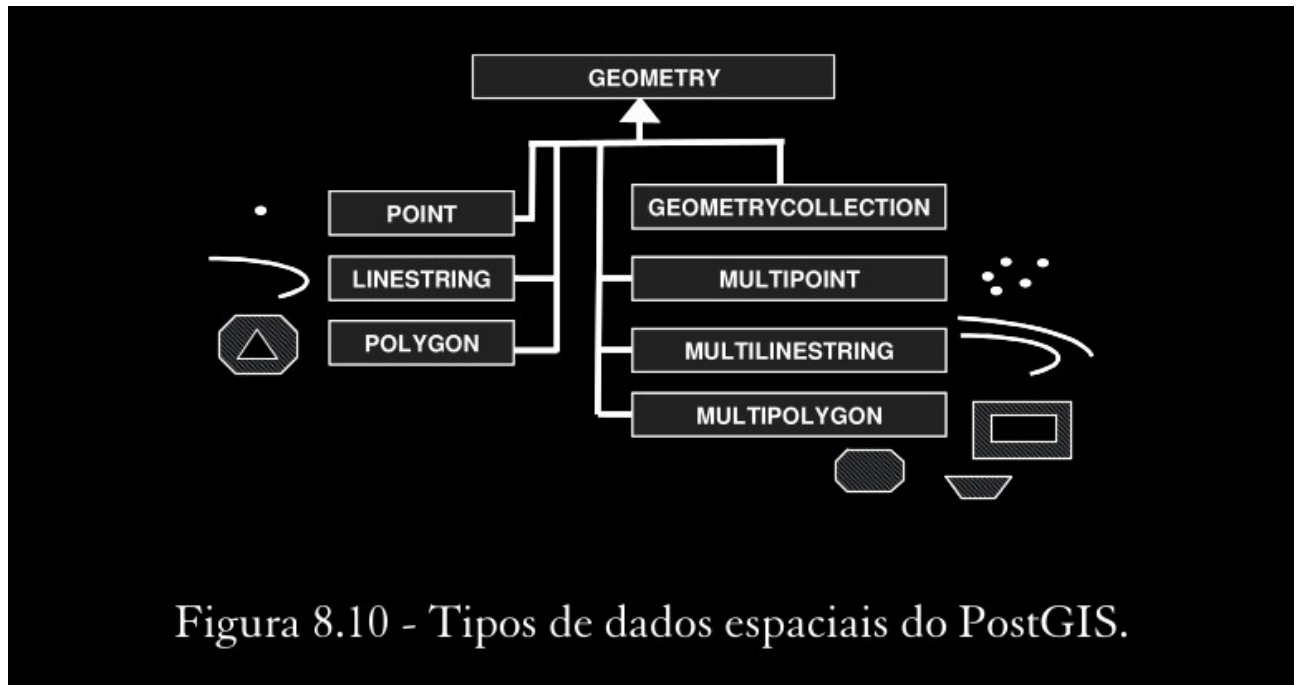 GEOMETRY
POINT
LINESTRING
POLYGON
GEOMETRYCOLLECTION
MULTIPOINT
MULTILINESTRING
MULTIPOLYGON
Figura 8.10 - Tipos de dados espaciais do PostGIS.